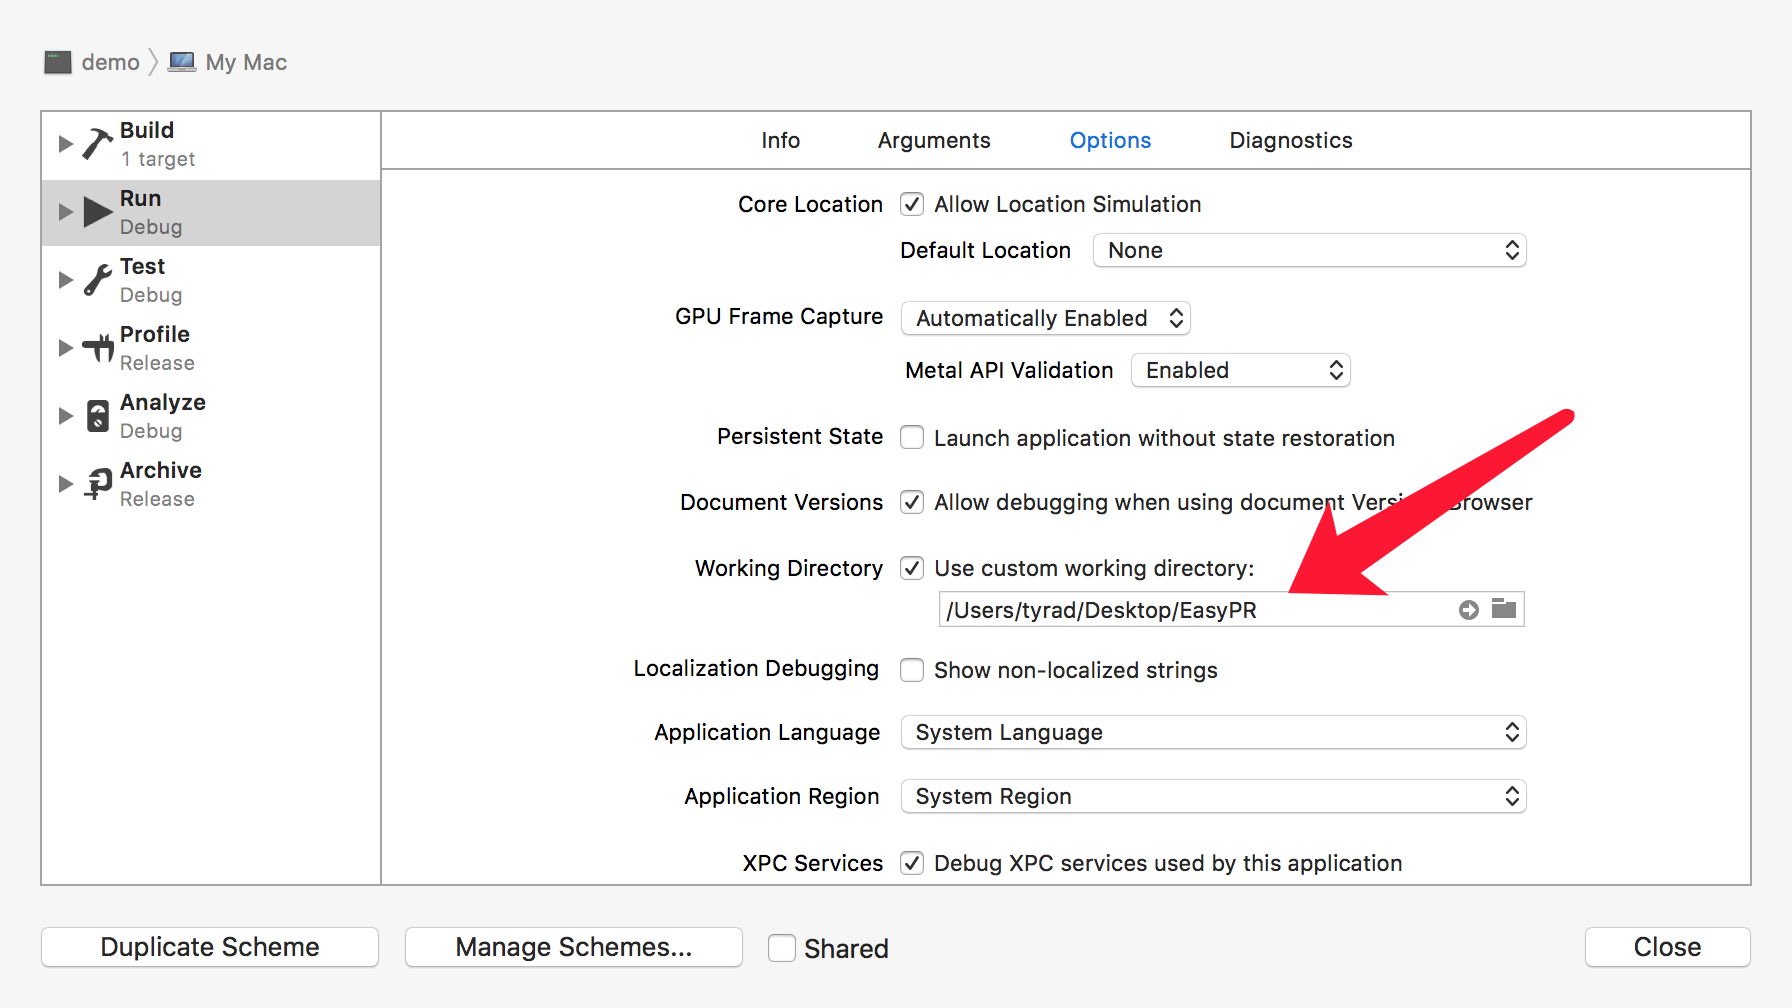 demo My Mac
Build
1 target
Run
Debug
Test
Debug
Profile
Release
Analyze
Debug
Archive
Release
Info Arguments Options Diagnostics
Core Location Allow Location Simulation
Default Location None
GPU Frame Capture Automatically Enabled
Metal API Validation Enabled
Persistent State Launch application without state restoration
Document Versions Allow debugging when using document Browser
Working Directory Use custom working directory:
/Users/tyrad/Desktop/EasyPR
Localization Debugging Show non-localized strings
Application Language System Language
Application Region System Region
XPC Services Debug XPC services used by this application
Duplicate Scheme Manage Schemes... Shared Close